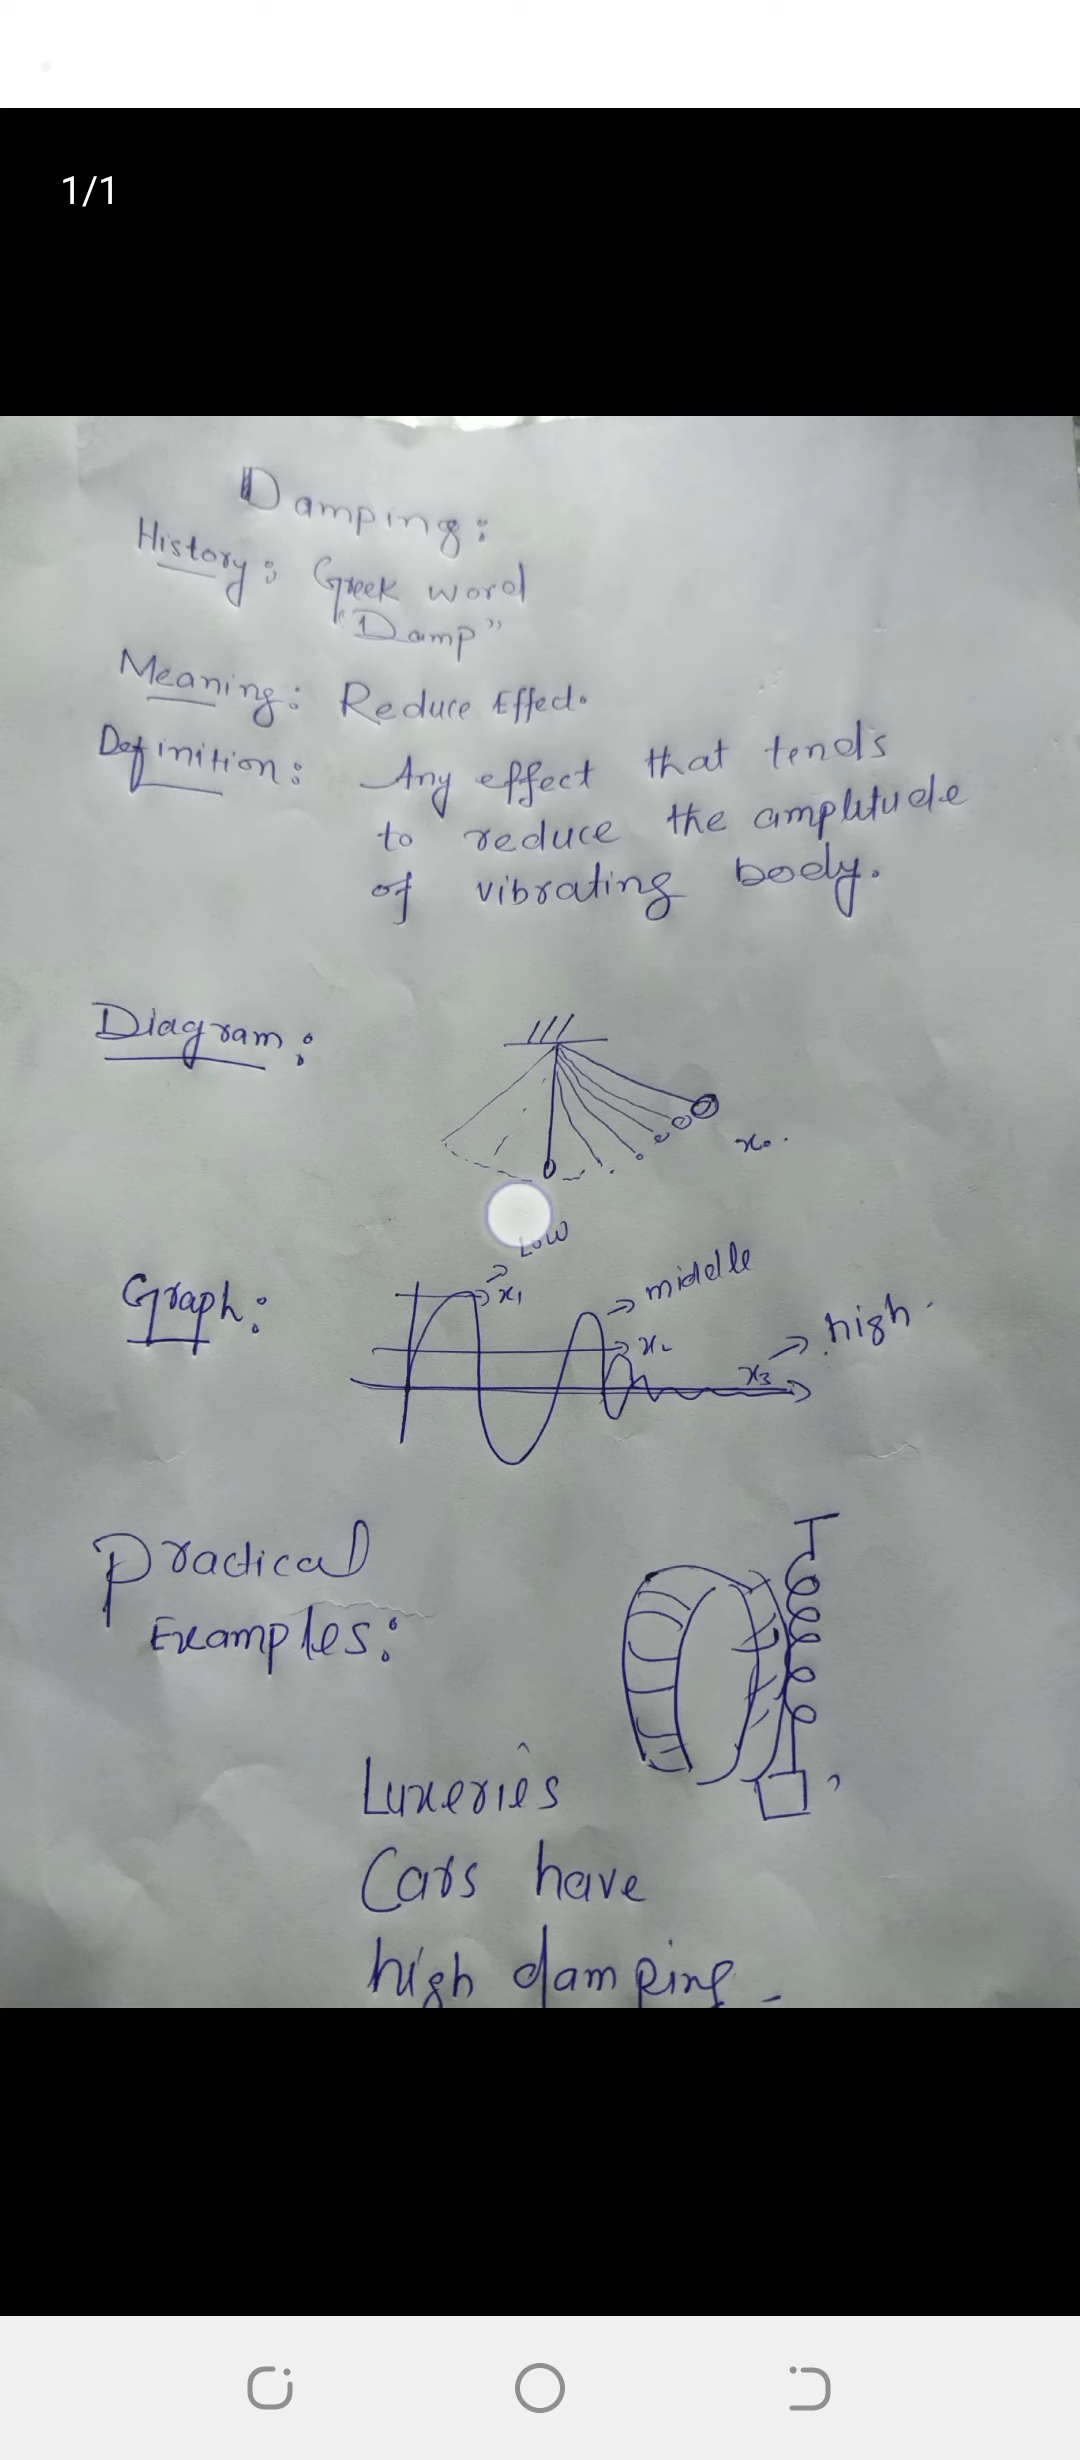 1/1
Damping:
History: Greek word
"Damp"
Meaning: Reduce Effect.
Definition: Any effect that tends
to reduce the amplitude
of vibrating body.
Diagram:
x₀.
Low
Graph: x₁ → middle
x₂
x₃ → high.
Practical
Examples:
Luxeries
Cars have
high damping